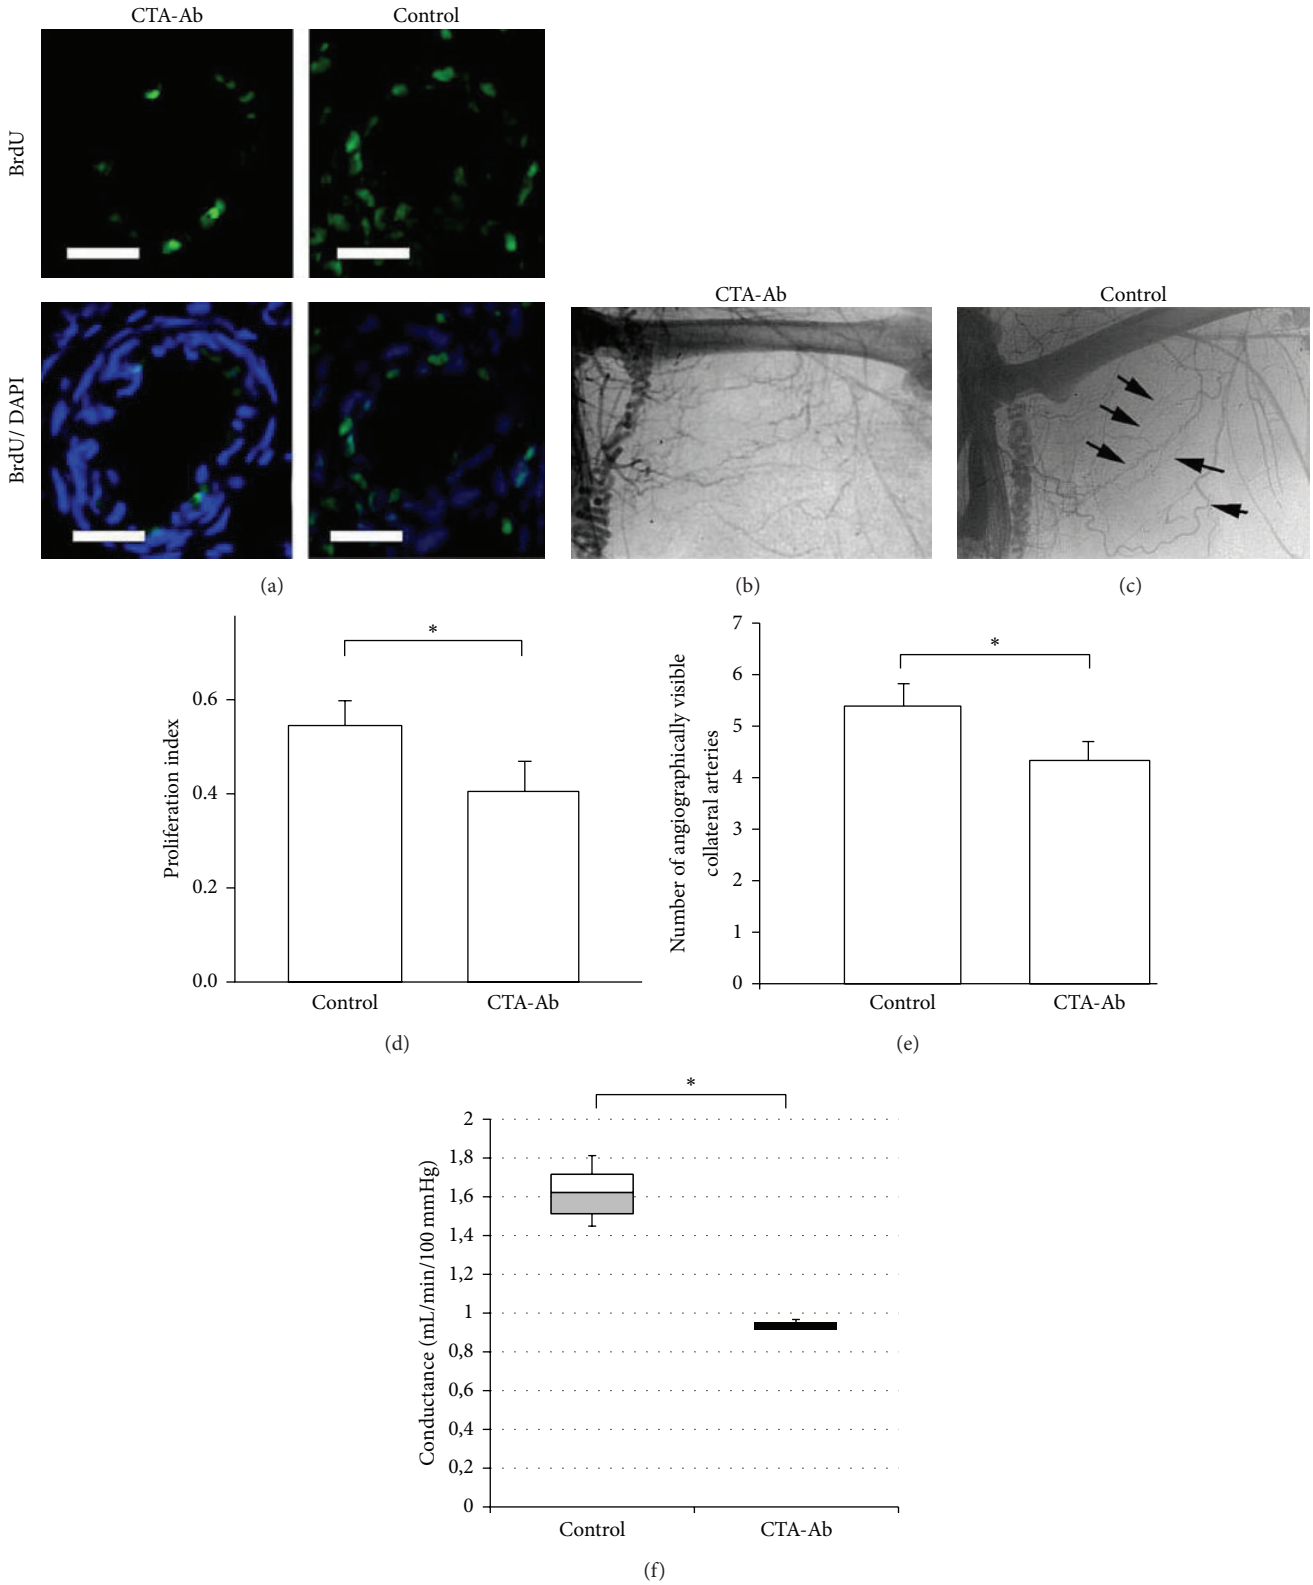 CTA-Ab
Control
BrdU
BrdU/ DAPI
(a)
CTA-Ab
(b)
Control
(c)
Proliferation index
0.6
0.4
0.2
0.0
*
Control
CTA-Ab
(d)
Number of angiographically visible
collateral arteries
7
6
5
4
3
2
1
0
*
Control
CTA-Ab
(e)
Conductance (mL/min/100 mmHg)
2
1,8
1,6
1,4
1,2
1
0,8
0,6
0,4
0,2
0
*
Control
CTA-Ab
(f)